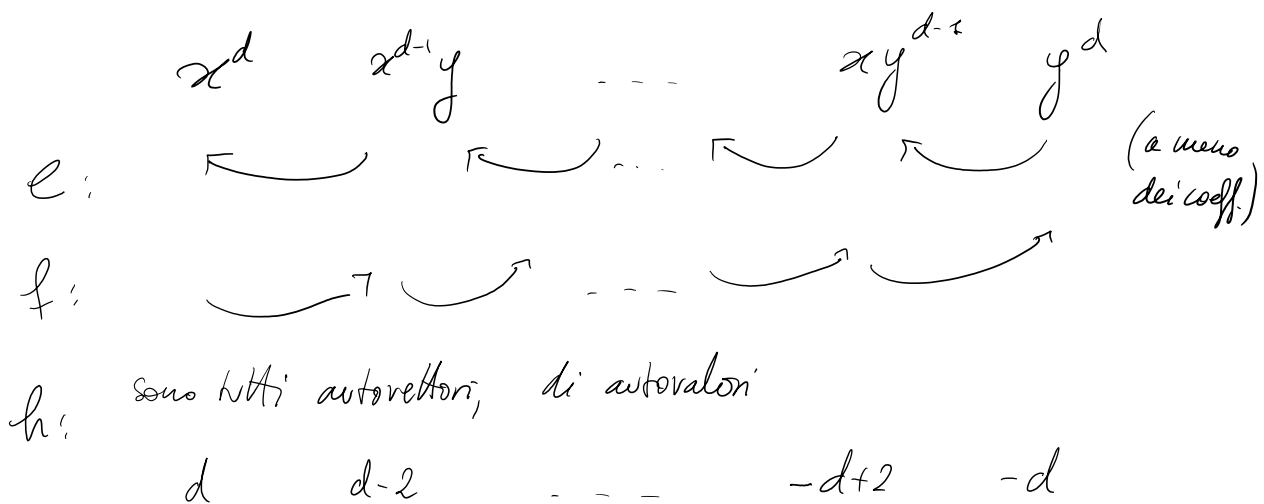 x^d x^{d-1}y - - - xy^{d-1} y^d
e: ... (a meno
dei coeff.)
f: - - -
h: sono tutti autovettori, di autovalori
d d-2 - - - -d+2 -d